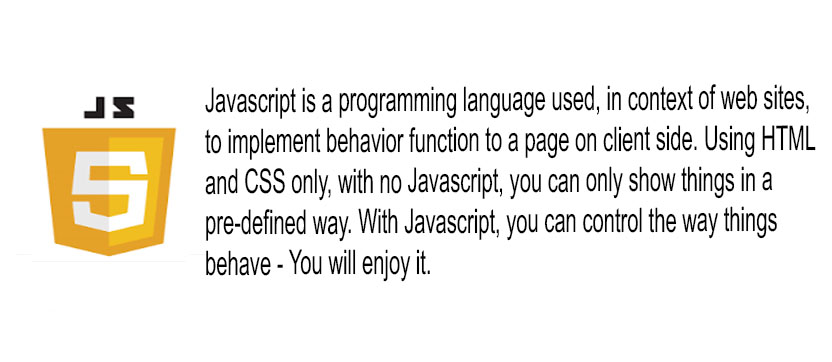 JS
5
Javascript is a programming language used, in context of web sites,
to implement behavior function to a page on client side. Using HTML
and CSS only, with no Javascript, you can only show things in a
pre-defined way. With Javascript, you can control the way things
behave - You will enjoy it.